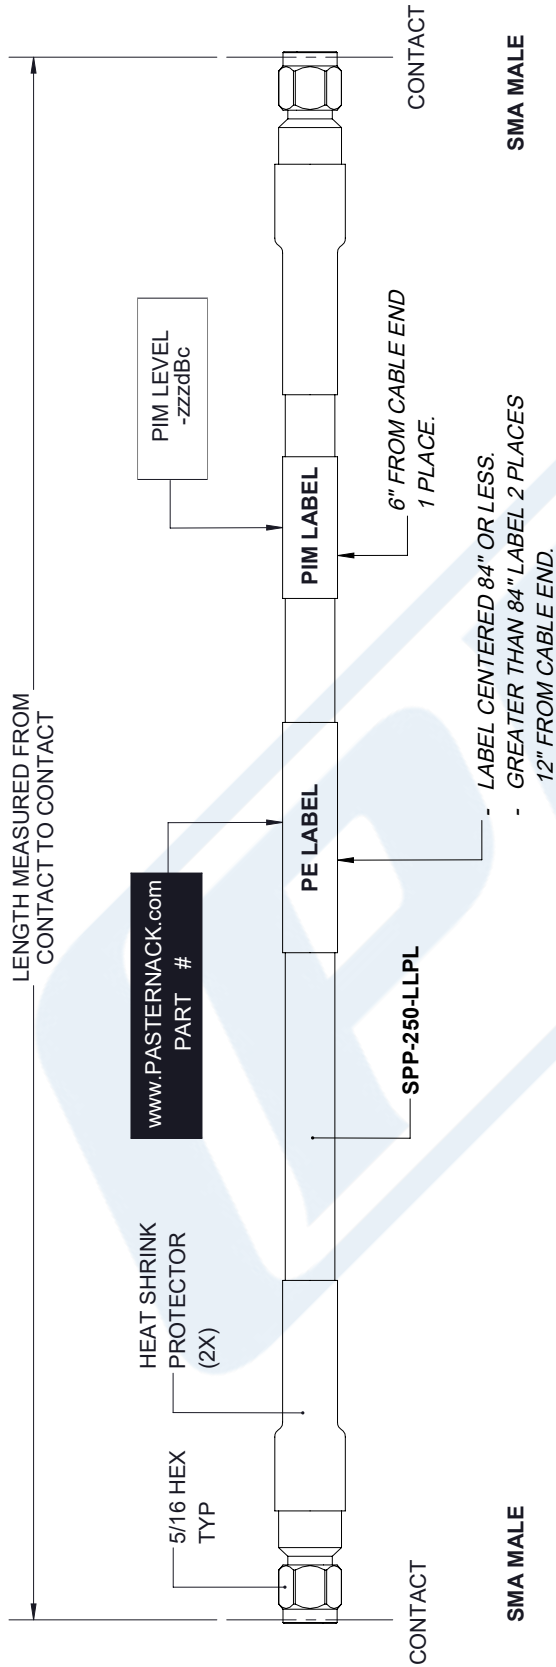 LENGTH MEASURED FROM
CONTACT TO CONTACT
www.PASTERNACK.com
PART #
PIM LEVEL
-zzzdBc
HEAT SHRINK
PROTECTOR
(2X)
5/16 HEX
TYP
PE LABEL
PIM LABEL
SPP-250-LLPL
6" FROM CABLE END
1 PLACE.
- LABEL CENTERED 84" OR LESS.
- GREATER THAN 84" LABEL 2 PLACES
12" FROM CABLE END.
CONTACT
CONTACT
SMA MALE
SMA MALE